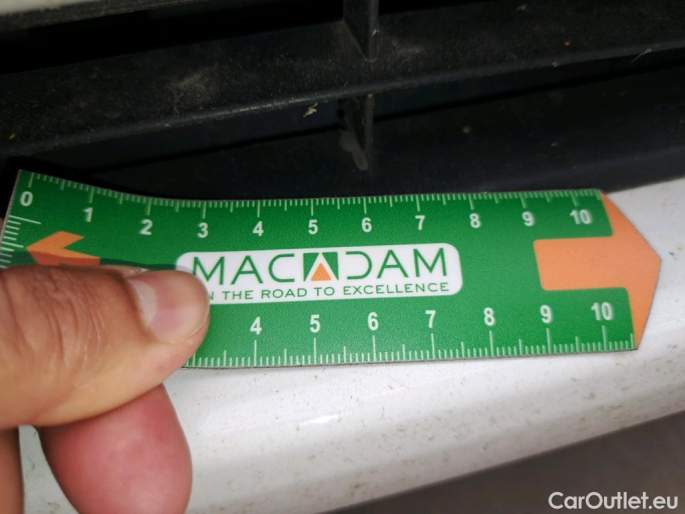 0 1 2 3 4 5 6 7 8 9 10
MACADAM
N THE ROAD TO EXCELLENCE
4 5 6 7 8 9 10
CarOutlet.eu